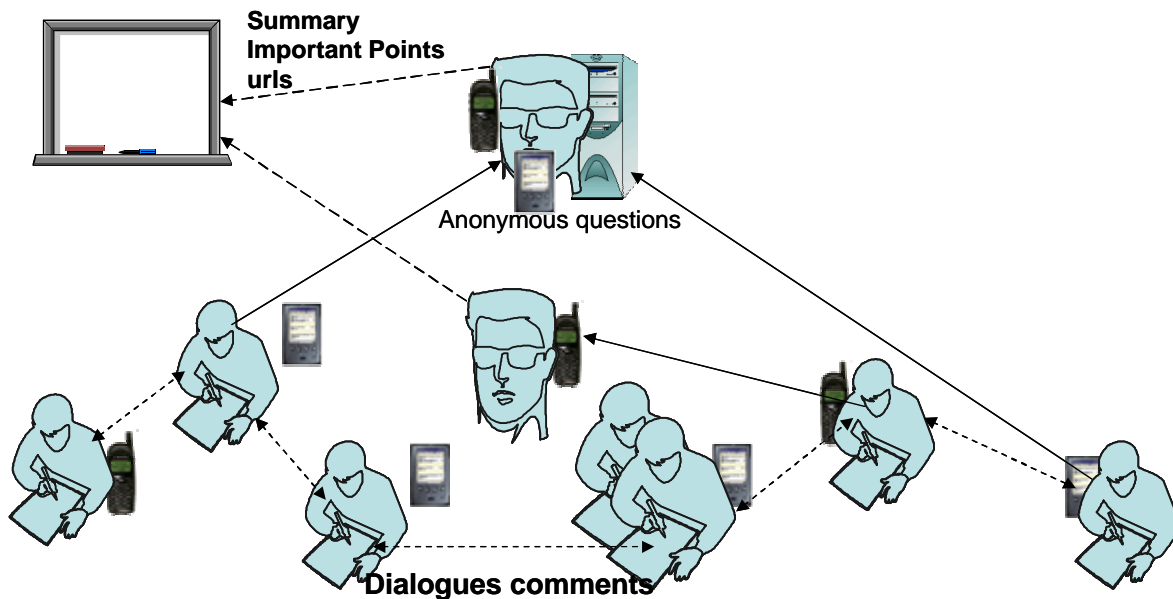 Summary
Important Points
urls
Anonymous questions
Dialogues comments